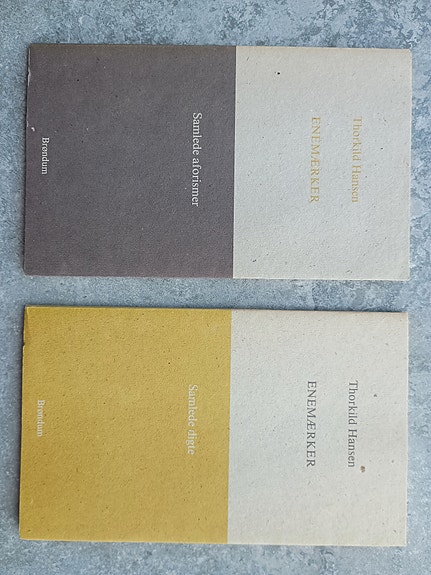 Thorkild Hansen
ENEMÆRKER
Samlede aforismer
Brøndum
Thorkild Hansen
ENEMÆRKER
Samlede digte
Brøndum